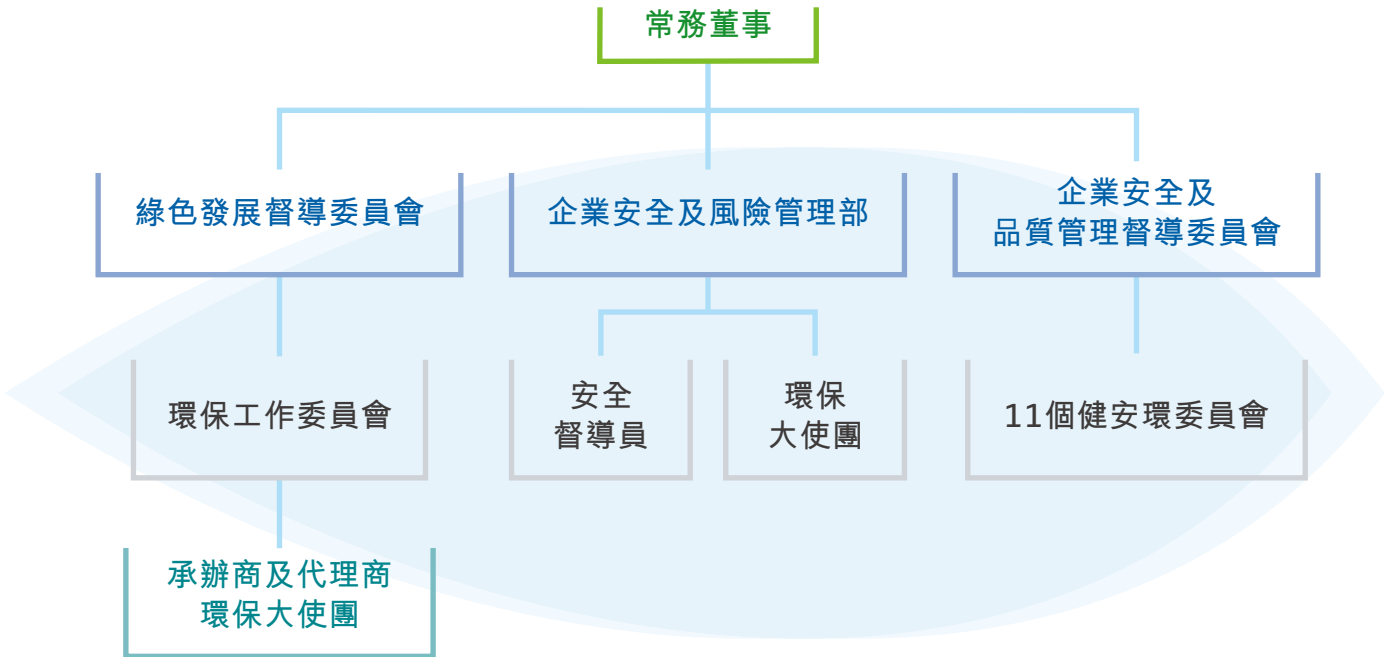 常務董事
綠色發展督導委員會
企業安全及風險管理部
企業安全及
品質管理督導委員會
環保工作委員會
安全
督導員
環保
大使團
11個健安環委員會
承辦商及代理商
環保大使團